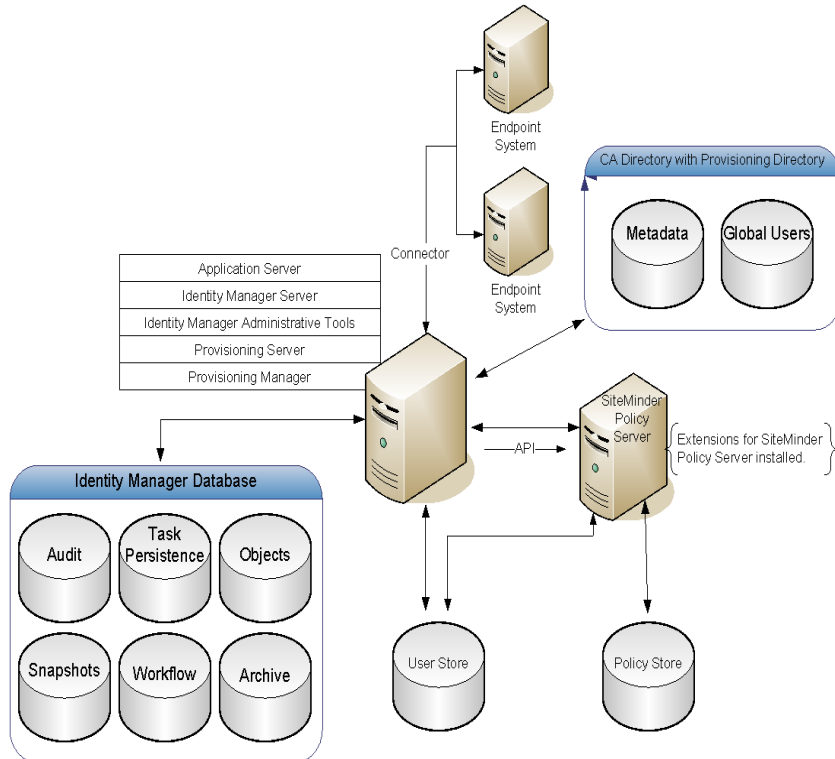 Endpoint
System
CA Directory with Provisioning Directory
Metadata
Global Users
Connector
Endpoint
System
Application Server
Identity Manager Server
Identity Manager Administrative Tools
Provisioning Server
Provisioning Manager
SiteMinder
Policy
Server
Extensions for SiteMinder
Policy Server installed.
API
Identity Manager Database
Audit
Task
Persistence
Objects
Snapshots
Workflow
Archive
User Store
Policy Store